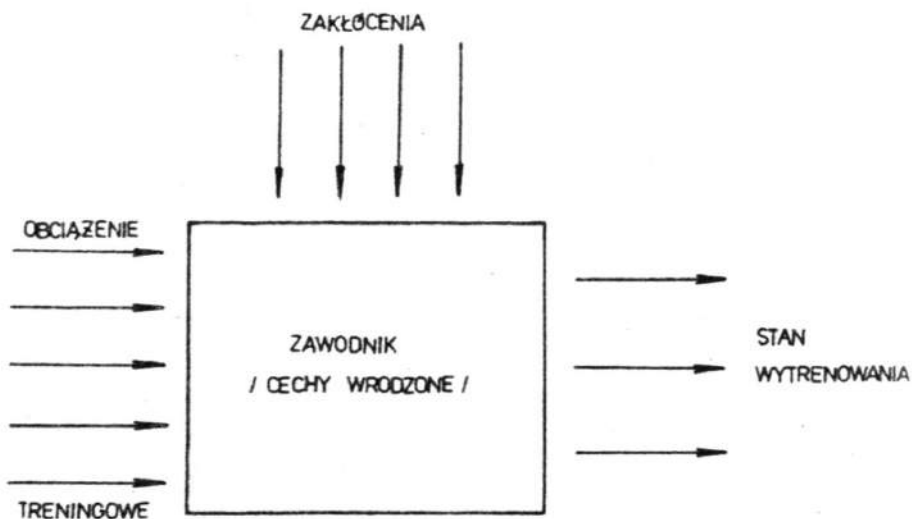 ZAKŁÓCENIA
OBCIĄŻENIE
ZAWODNIK
/ CECHY WRODZONE /
STAN
WYTRENOWANIA
TRENINGOWE